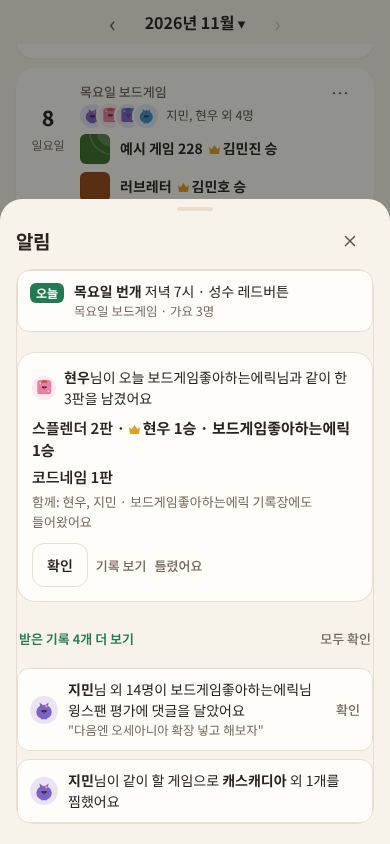 2026년 11월 ▾
목요일 보드게임
8
일요일
지민, 현우 외 4명
예시 게임 228 김민진 승
러브레터 김민호 승
알림
오늘
목요일 번개 저녁 7시 · 성수 레드버튼
목요일 보드게임 · 가요 3명
현우님이 오늘 보드게임좋아하는에릭님과 같이 한
3판을 남겼어요
스플렌더 2판 · 현우 1승 · 보드게임좋아하는에릭
1승
코드네임 1판
함께: 현우, 지민 · 보드게임좋아하는에릭 기록장에도
들어왔어요
확인 기록 보기 틀렸어요
받은 기록 4개 더 보기 모두 확인
지민님 외 14명이 보드게임좋아하는에릭님
윙스팬 평가에 댓글을 달았어요
확인
"다음엔 오세아니아 확장 넣고 해보자"
지민님이 같이 할 게임으로 캐스캐디아 외 1개를
찜했어요